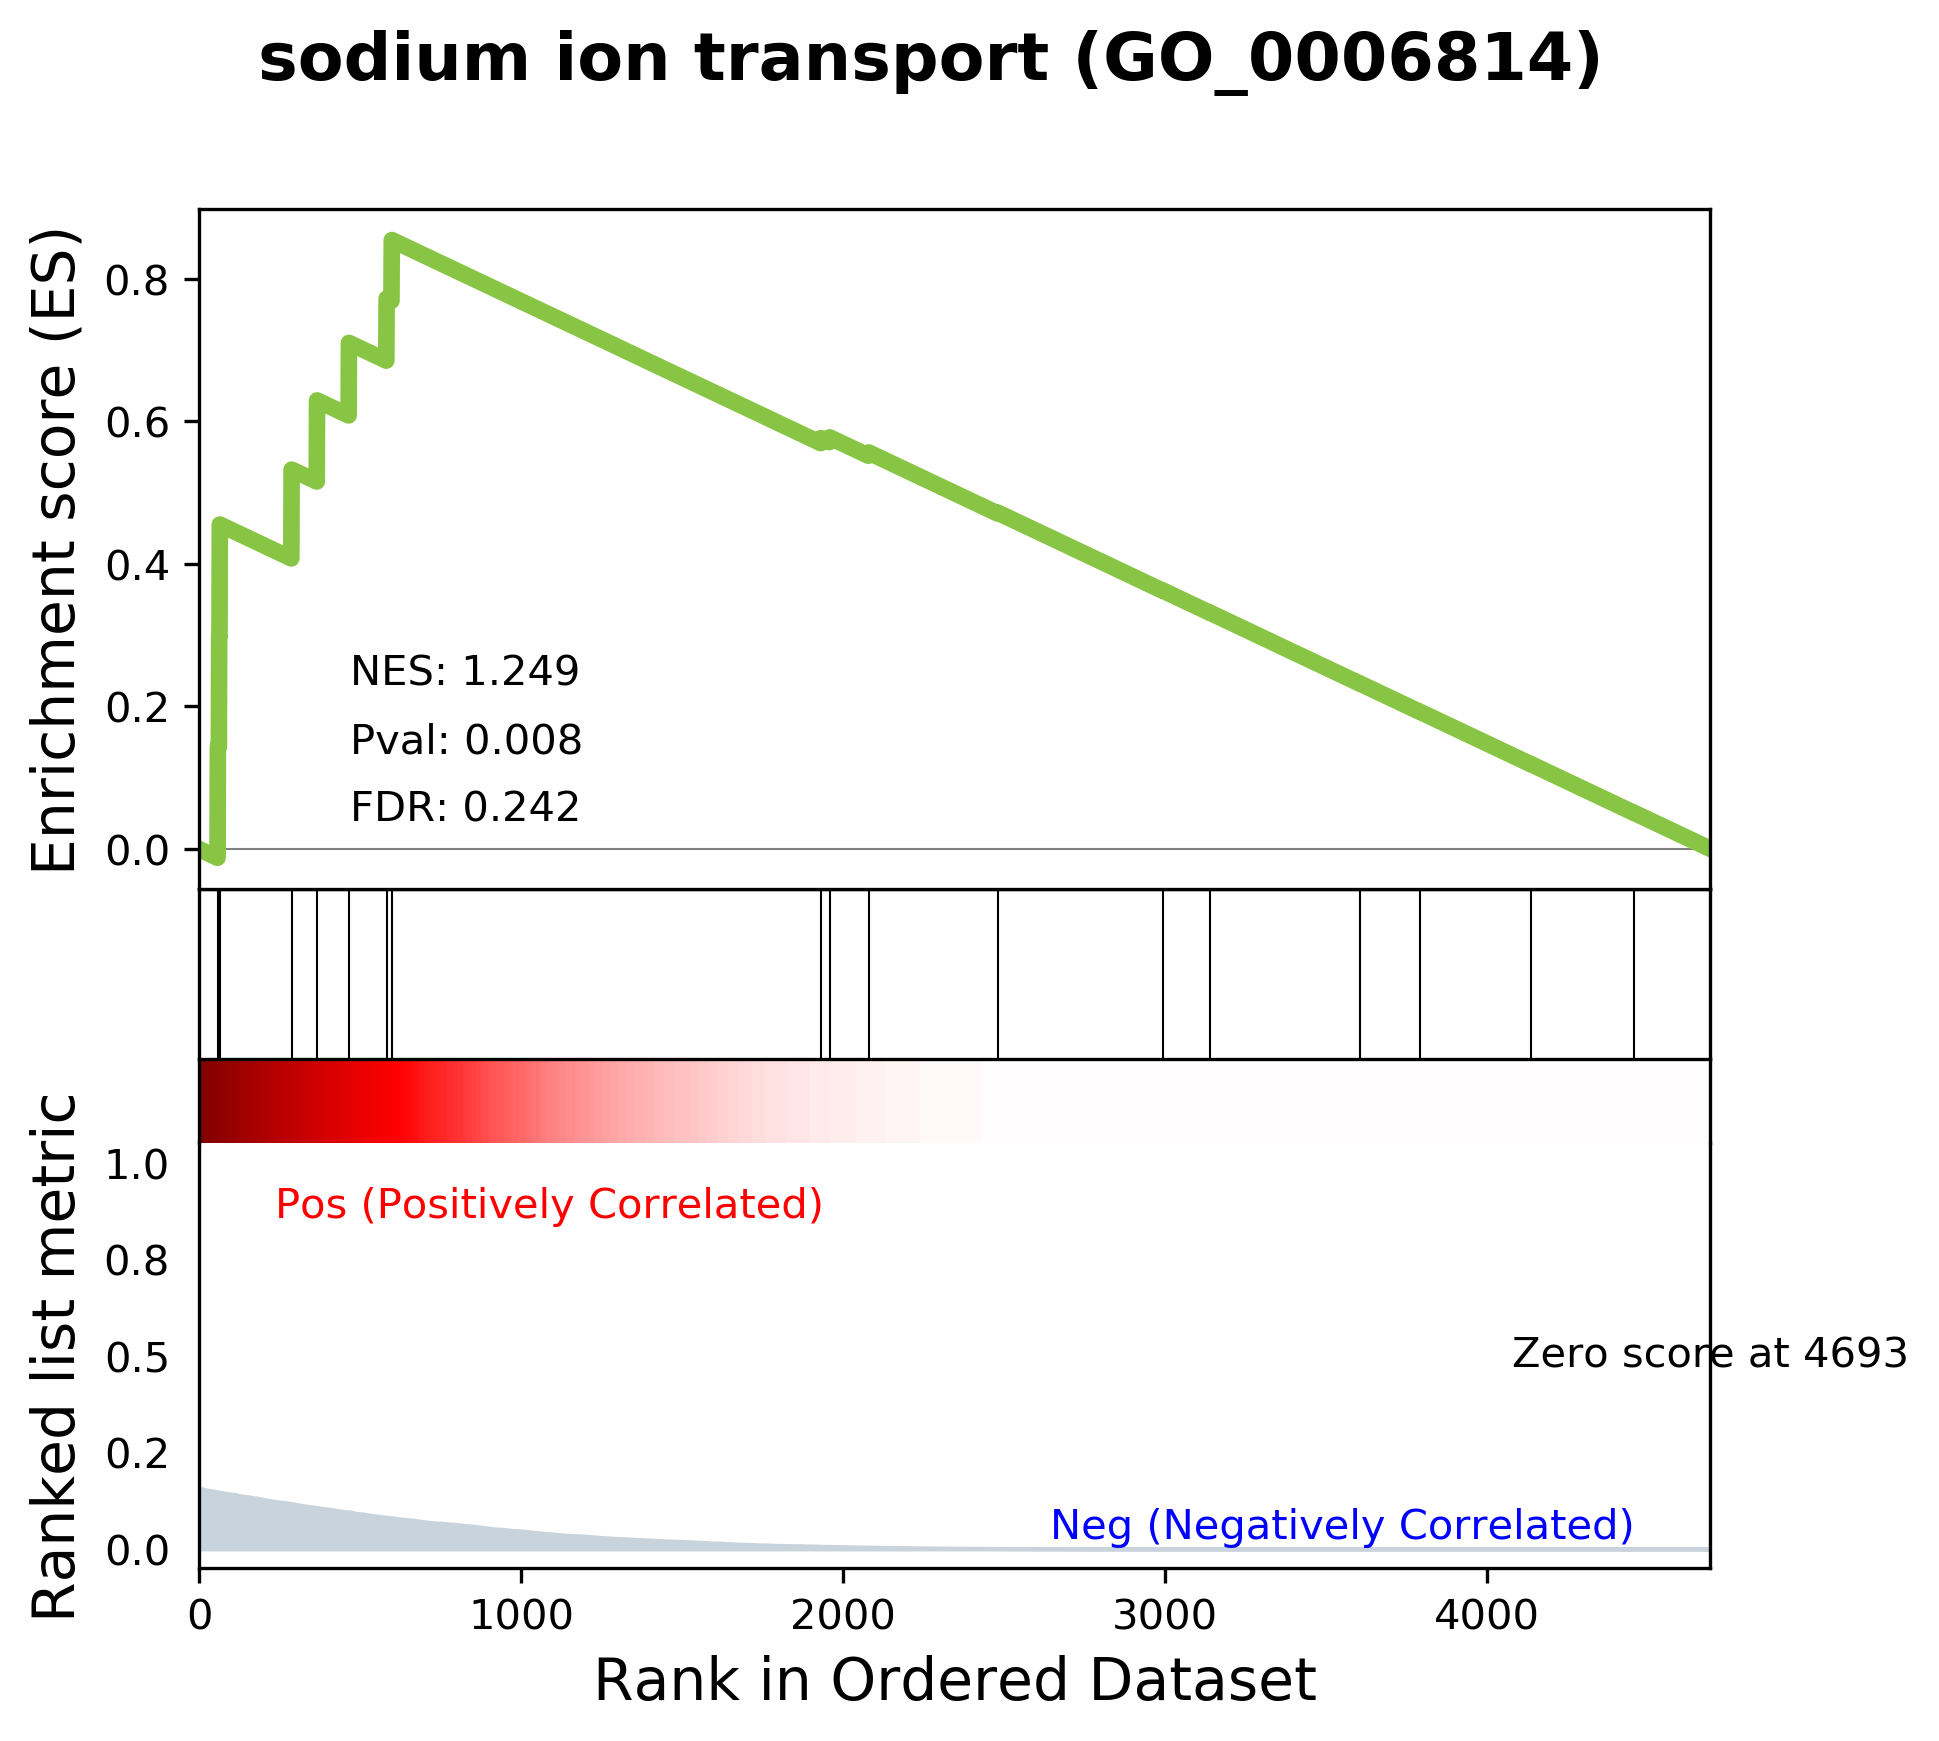 sodium ion transport (GO_0006814)
Enrichment score (ES)
0.8
0.6
0.4
0.2
0.0
NES: 1.249
Pval: 0.008
FDR: 0.242
Ranked list metric
1.0
0.8
0.5
0.2
0.0
Pos (Positively Correlated)
Zero score at 4693
Neg (Negatively Correlated)
0 1000 2000 3000 4000
Rank in Ordered Dataset